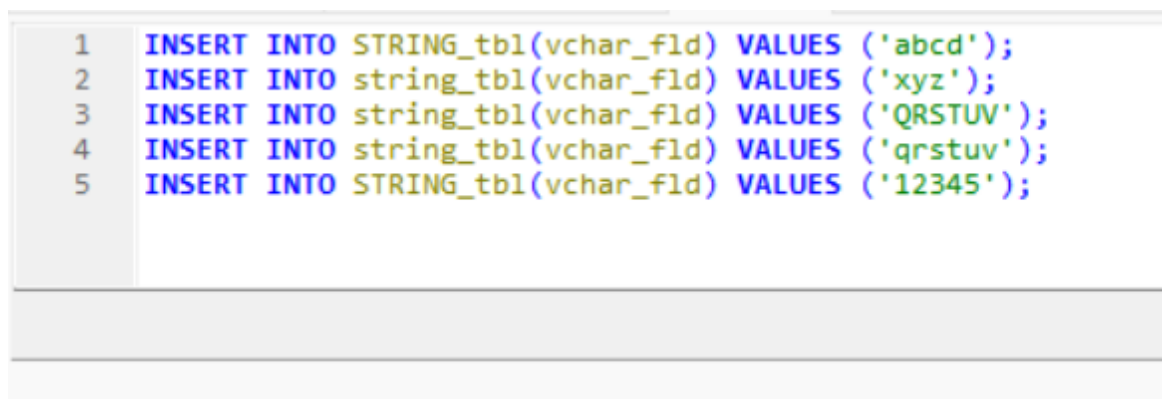 1 INSERT INTO STRING_tbl(vchar_fld) VALUES ('abcd');
2 INSERT INTO string_tbl(vchar_fld) VALUES ('xyz');
3 INSERT INTO string_tbl(vchar_fld) VALUES ('QRSTUV');
4 INSERT INTO string_tbl(vchar_fld) VALUES ('qrstuv');
5 INSERT INTO STRING_tbl(vchar_fld) VALUES ('12345');